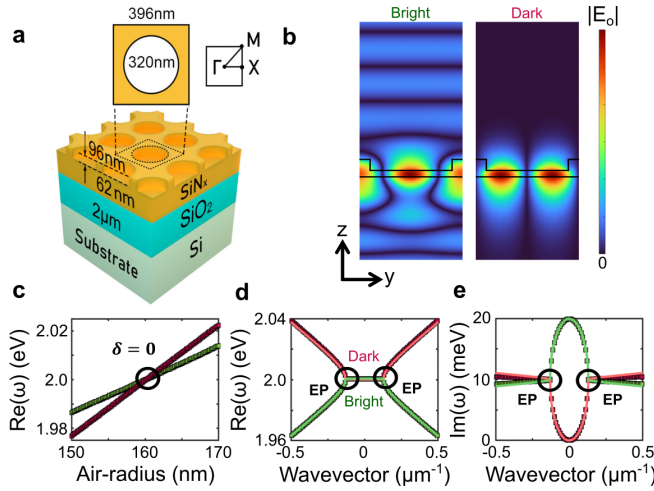 a
396nm
320nm
M
Γ
X
96nm
62nm
SiNx
2μm
SiO2
Substrate
Si
b
Bright
Dark
|Eo|
0
z
y
c
Re(ω) (eV)
2.02
2.0
1.98
δ = 0
150
160
170
Air-radius (nm)
d
Re(ω) (eV)
2.04
2.0
1.96
Dark
EP
EP
Bright
-0.5
0
0.5
Wavevector (μm⁻¹)
e
Im(ω) (meV)
20
10
0
EP
EP
-0.5
0
0.5
Wavevector (μm⁻¹)